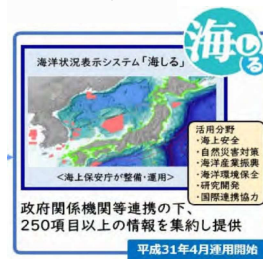 海しる
海洋状況表示システム「海しる」
<海上保安庁が整備・運用>
活用分野
・海上安全
・自然災害対策
・海洋産業振興
・海洋環境保全
・研究開発
・国際連携協力
政府関係機関等連携の下、
250項目以上の情報を集約し提供
平成31年4月運用開始